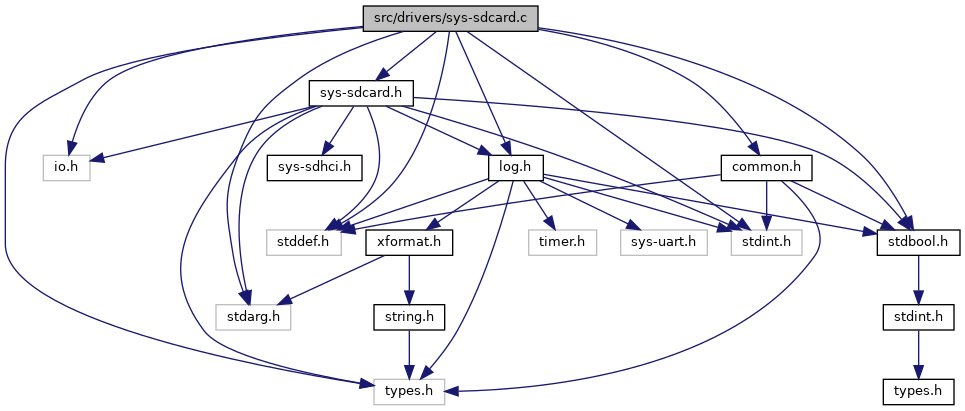 src/drivers/sys-sdcard.c
sys-sdcard.h
io.h
sys-sdhci.h
log.h
common.h
stddef.h
xformat.h
timer.h
sys-uart.h
stdint.h
stdbool.h
stdarg.h
string.h
stdint.h
types.h
types.h